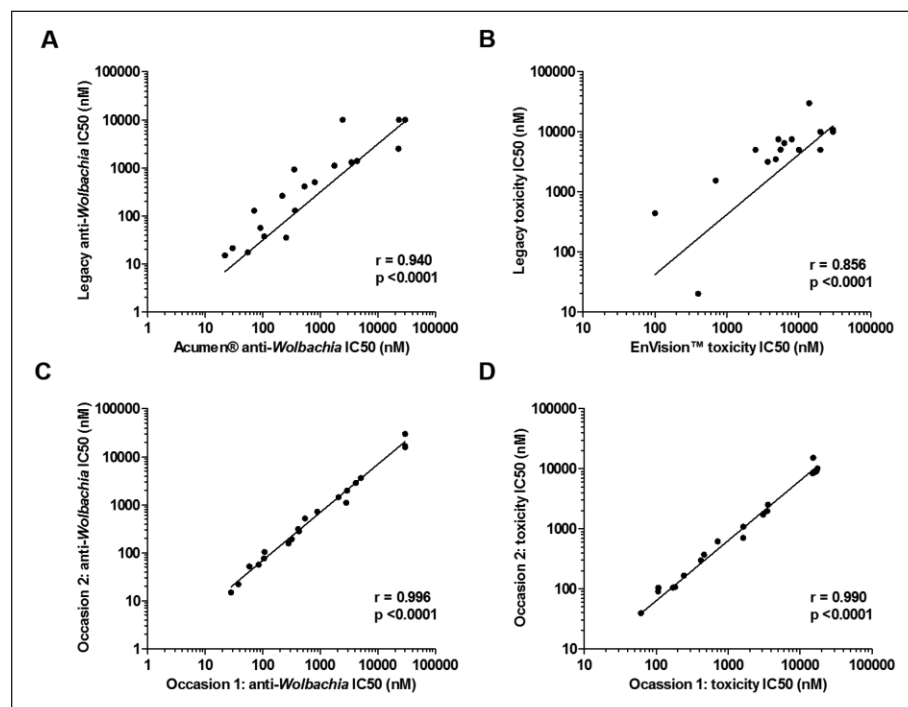 A
Legacy anti-Wolbachia IC50 (nM)
100000
10000
1000
100
10
1
1
10
100
1000
10000
100000
Acumen® anti-Wolbachia IC50 (nM)
r = 0.940
p <0.0001
B
Legacy toxicity IC50 (nM)
100000
10000
1000
100
10
10
100
1000
10000
100000
EnVision™ toxicity IC50 (nM)
r = 0.856
p <0.0001
C
Occasion 2: anti-Wolbachia IC50 (nM)
100000
10000
1000
100
10
1
1
10
100
1000
10000
100000
Occasion 1: anti-Wolbachia IC50 (nM)
r = 0.996
p <0.0001
D
Occasion 2: toxicity IC50 (nM)
100000
10000
1000
100
10
10
100
1000
10000
100000
Ocassion 1: toxicity IC50 (nM)
r = 0.990
p <0.0001